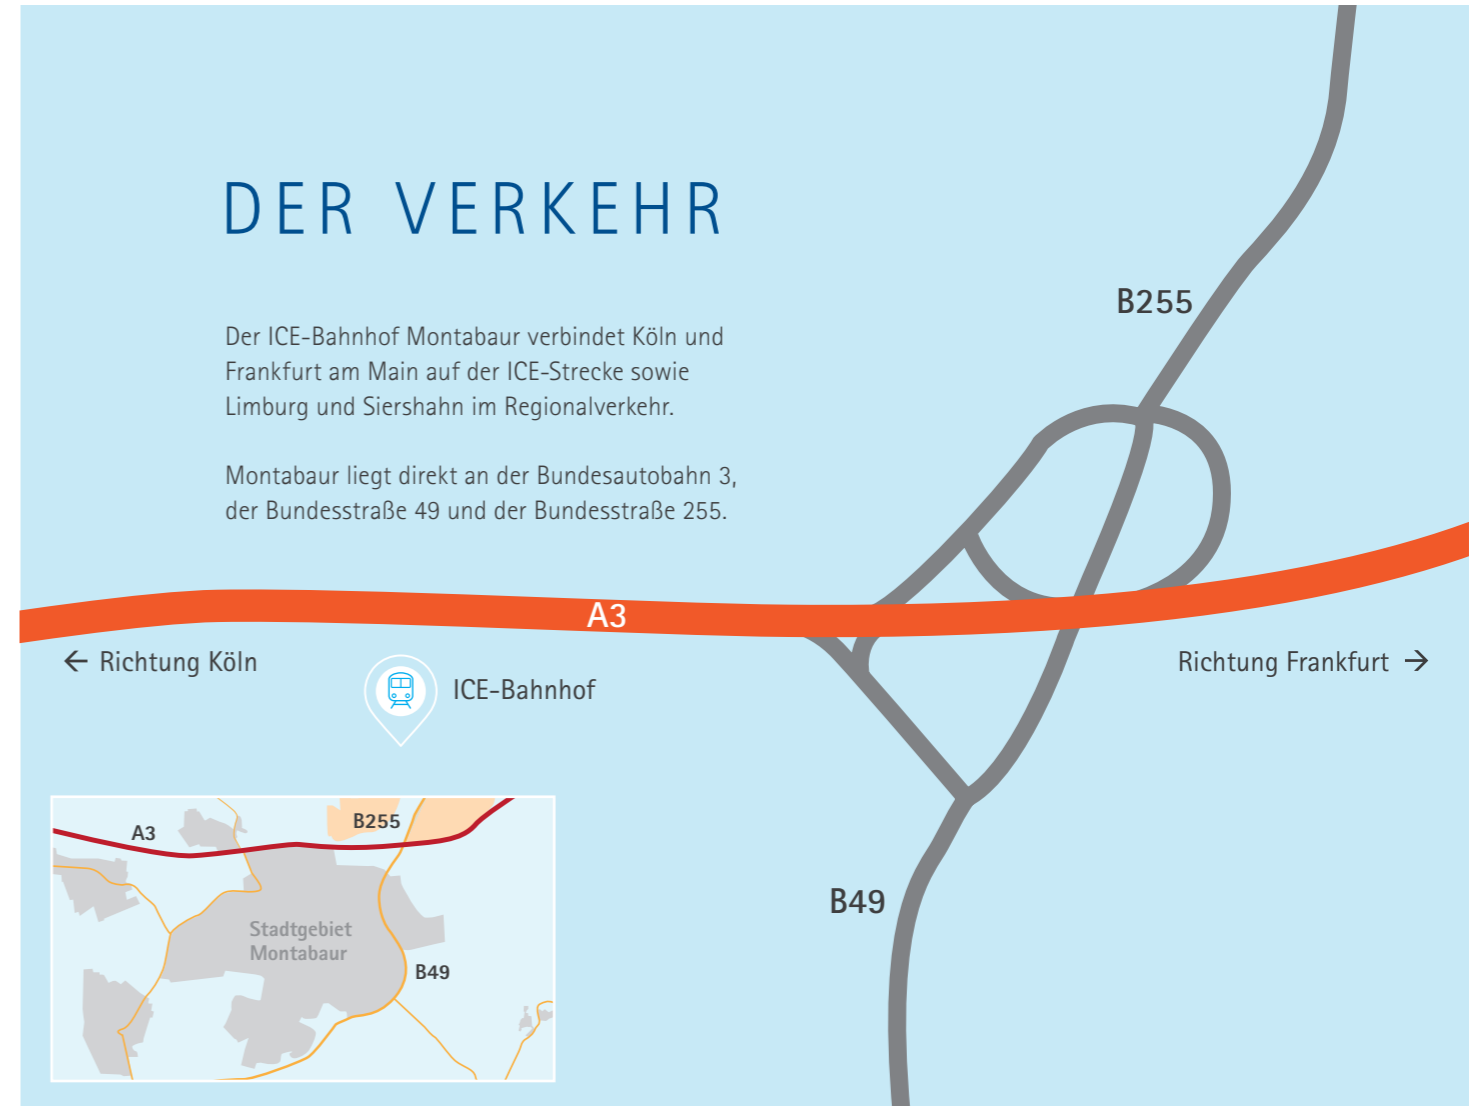 DER VERKEHR
Der ICE-Bahnhof Montabaur verbindet Köln und
Frankfurt am Main auf der ICE-Strecke sowie
Limburg und Siershahn im Regionalverkehr.
Montabaur liegt direkt an der Bundesautobahn 3,
der Bundesstraße 49 und der Bundesstraße 255.
B255
A3
← Richtung Köln
Richtung Frankfurt →
ICE-Bahnhof
B49
A3
B255
Stadtgebiet
Montabaur
B49